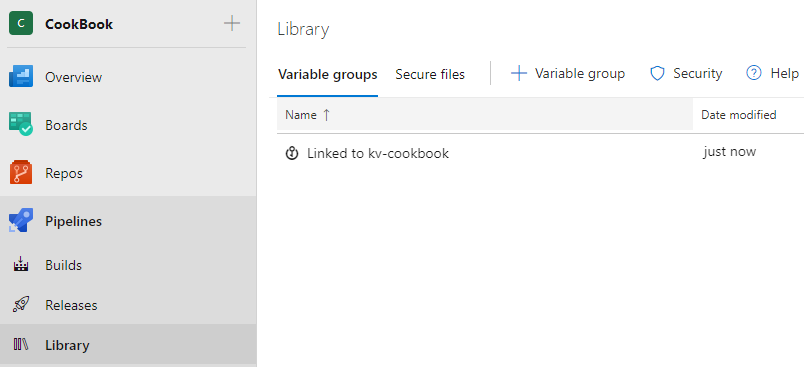 C CookBook
Overview
Boards
Repos
Pipelines
Builds
Releases
Library
Library
Variable groups Secure files + Variable group Security ? Help
Name ↑ Date modified
Linked to kv-cookbook just now